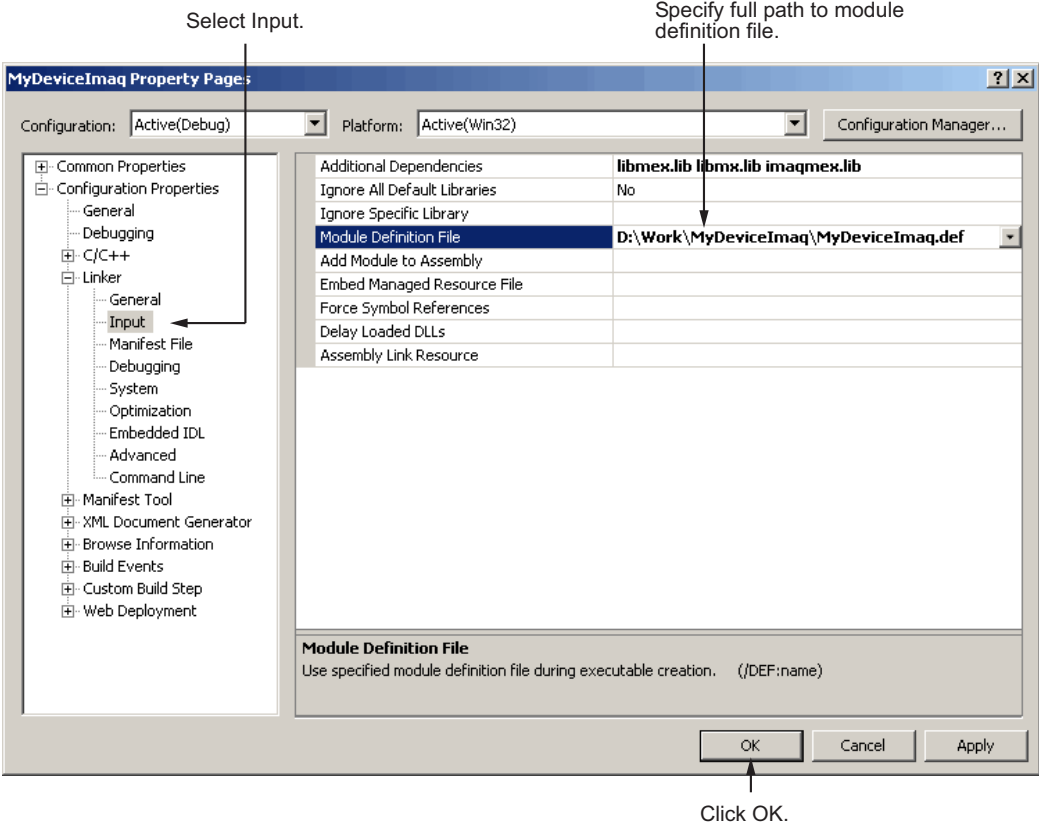 Specify full path to module
definition file.
Select Input.
MyDeviceImaq Property Pages
Configuration: Active(Debug) Platform: Active(Win32) Configuration Manager...
Common Properties
Configuration Properties
General
Debugging
C/C++
Linker
General
Input
Manifest File
Debugging
System
Optimization
Embedded IDL
Advanced
Command Line
Manifest Tool
XML Document Generator
Browse Information
Build Events
Custom Build Step
Web Deployment
Additional Dependencies libmex.lib libmx.lib imaqmex.lib
Ignore All Default Libraries No
Ignore Specific Library
Module Definition File D:\Work\MyDeviceImaq\MyDeviceImaq.def
Add Module to Assembly
Embed Managed Resource File
Force Symbol References
Delay Loaded DLLs
Assembly Link Resource
Module Definition File
Use specified module definition file during executable creation. (/DEF:name)
OK Cancel Apply
Click OK.